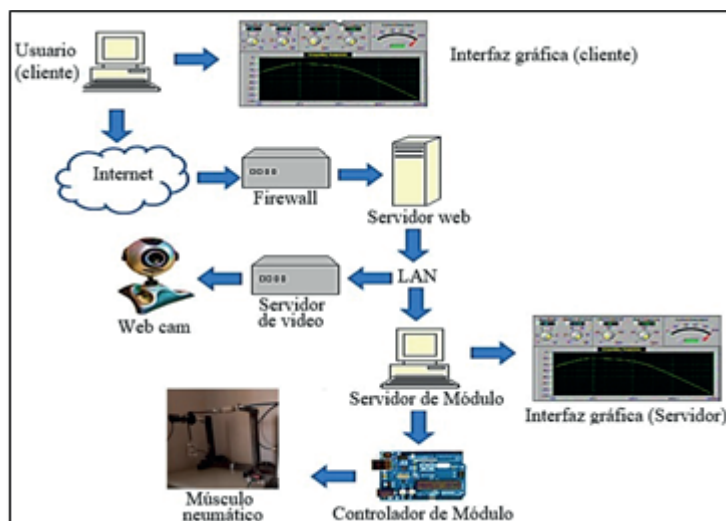 Usuario
(cliente)
Interfaz gráfica (cliente)
Internet
Firewall
Servidor web
LAN
Servidor
de video
Web cam
Servidor de Módulo
Interfaz gráfica (Servidor)
Músculo
neumático
Controlador de Módulo